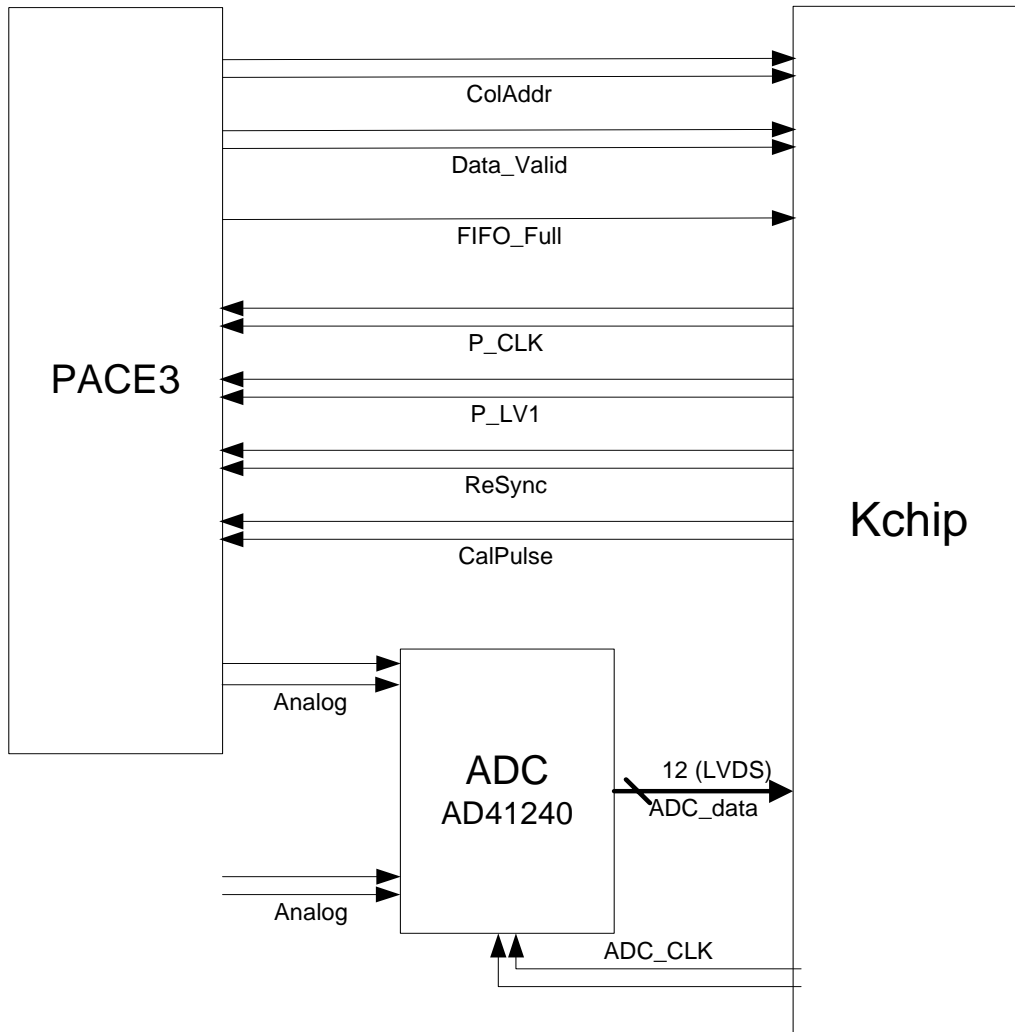 ColAddr
Data_Valid
FIFO_Full
P_CLK
PACE3
P_LV1
ReSync
Kchip
CalPulse
Analog
ADC
12 (LVDS)
AD41240
ADC_data
Analog
ADC_CLK